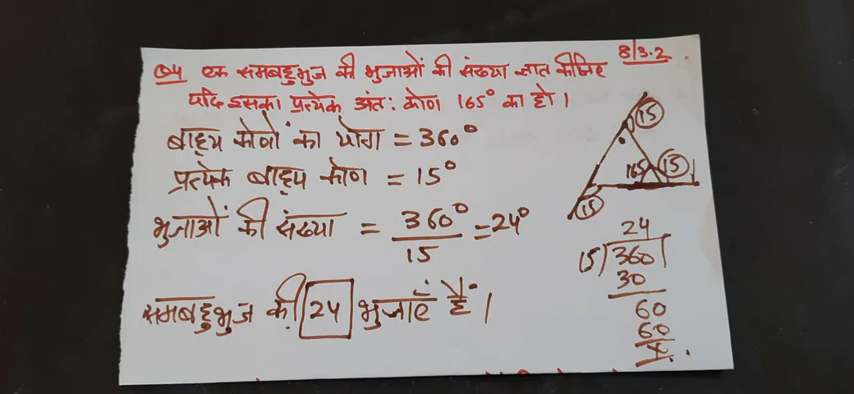 Q4 एक समबहुभुज की भुजाओं की संख्या ज्ञात कीजिए 8/3.2
यदि इसका प्रत्येक अंत: कोण 165° का हो।
बाह्य कोणों का योग = 360°
प्रत्येक बाह्य कोण = 15°
भुजाओं की संख्या = 360°/15 = 24°
समबहुभुज की 24 भुजाएं हैं।
15
165 15
15
24
15)360
30
60
60